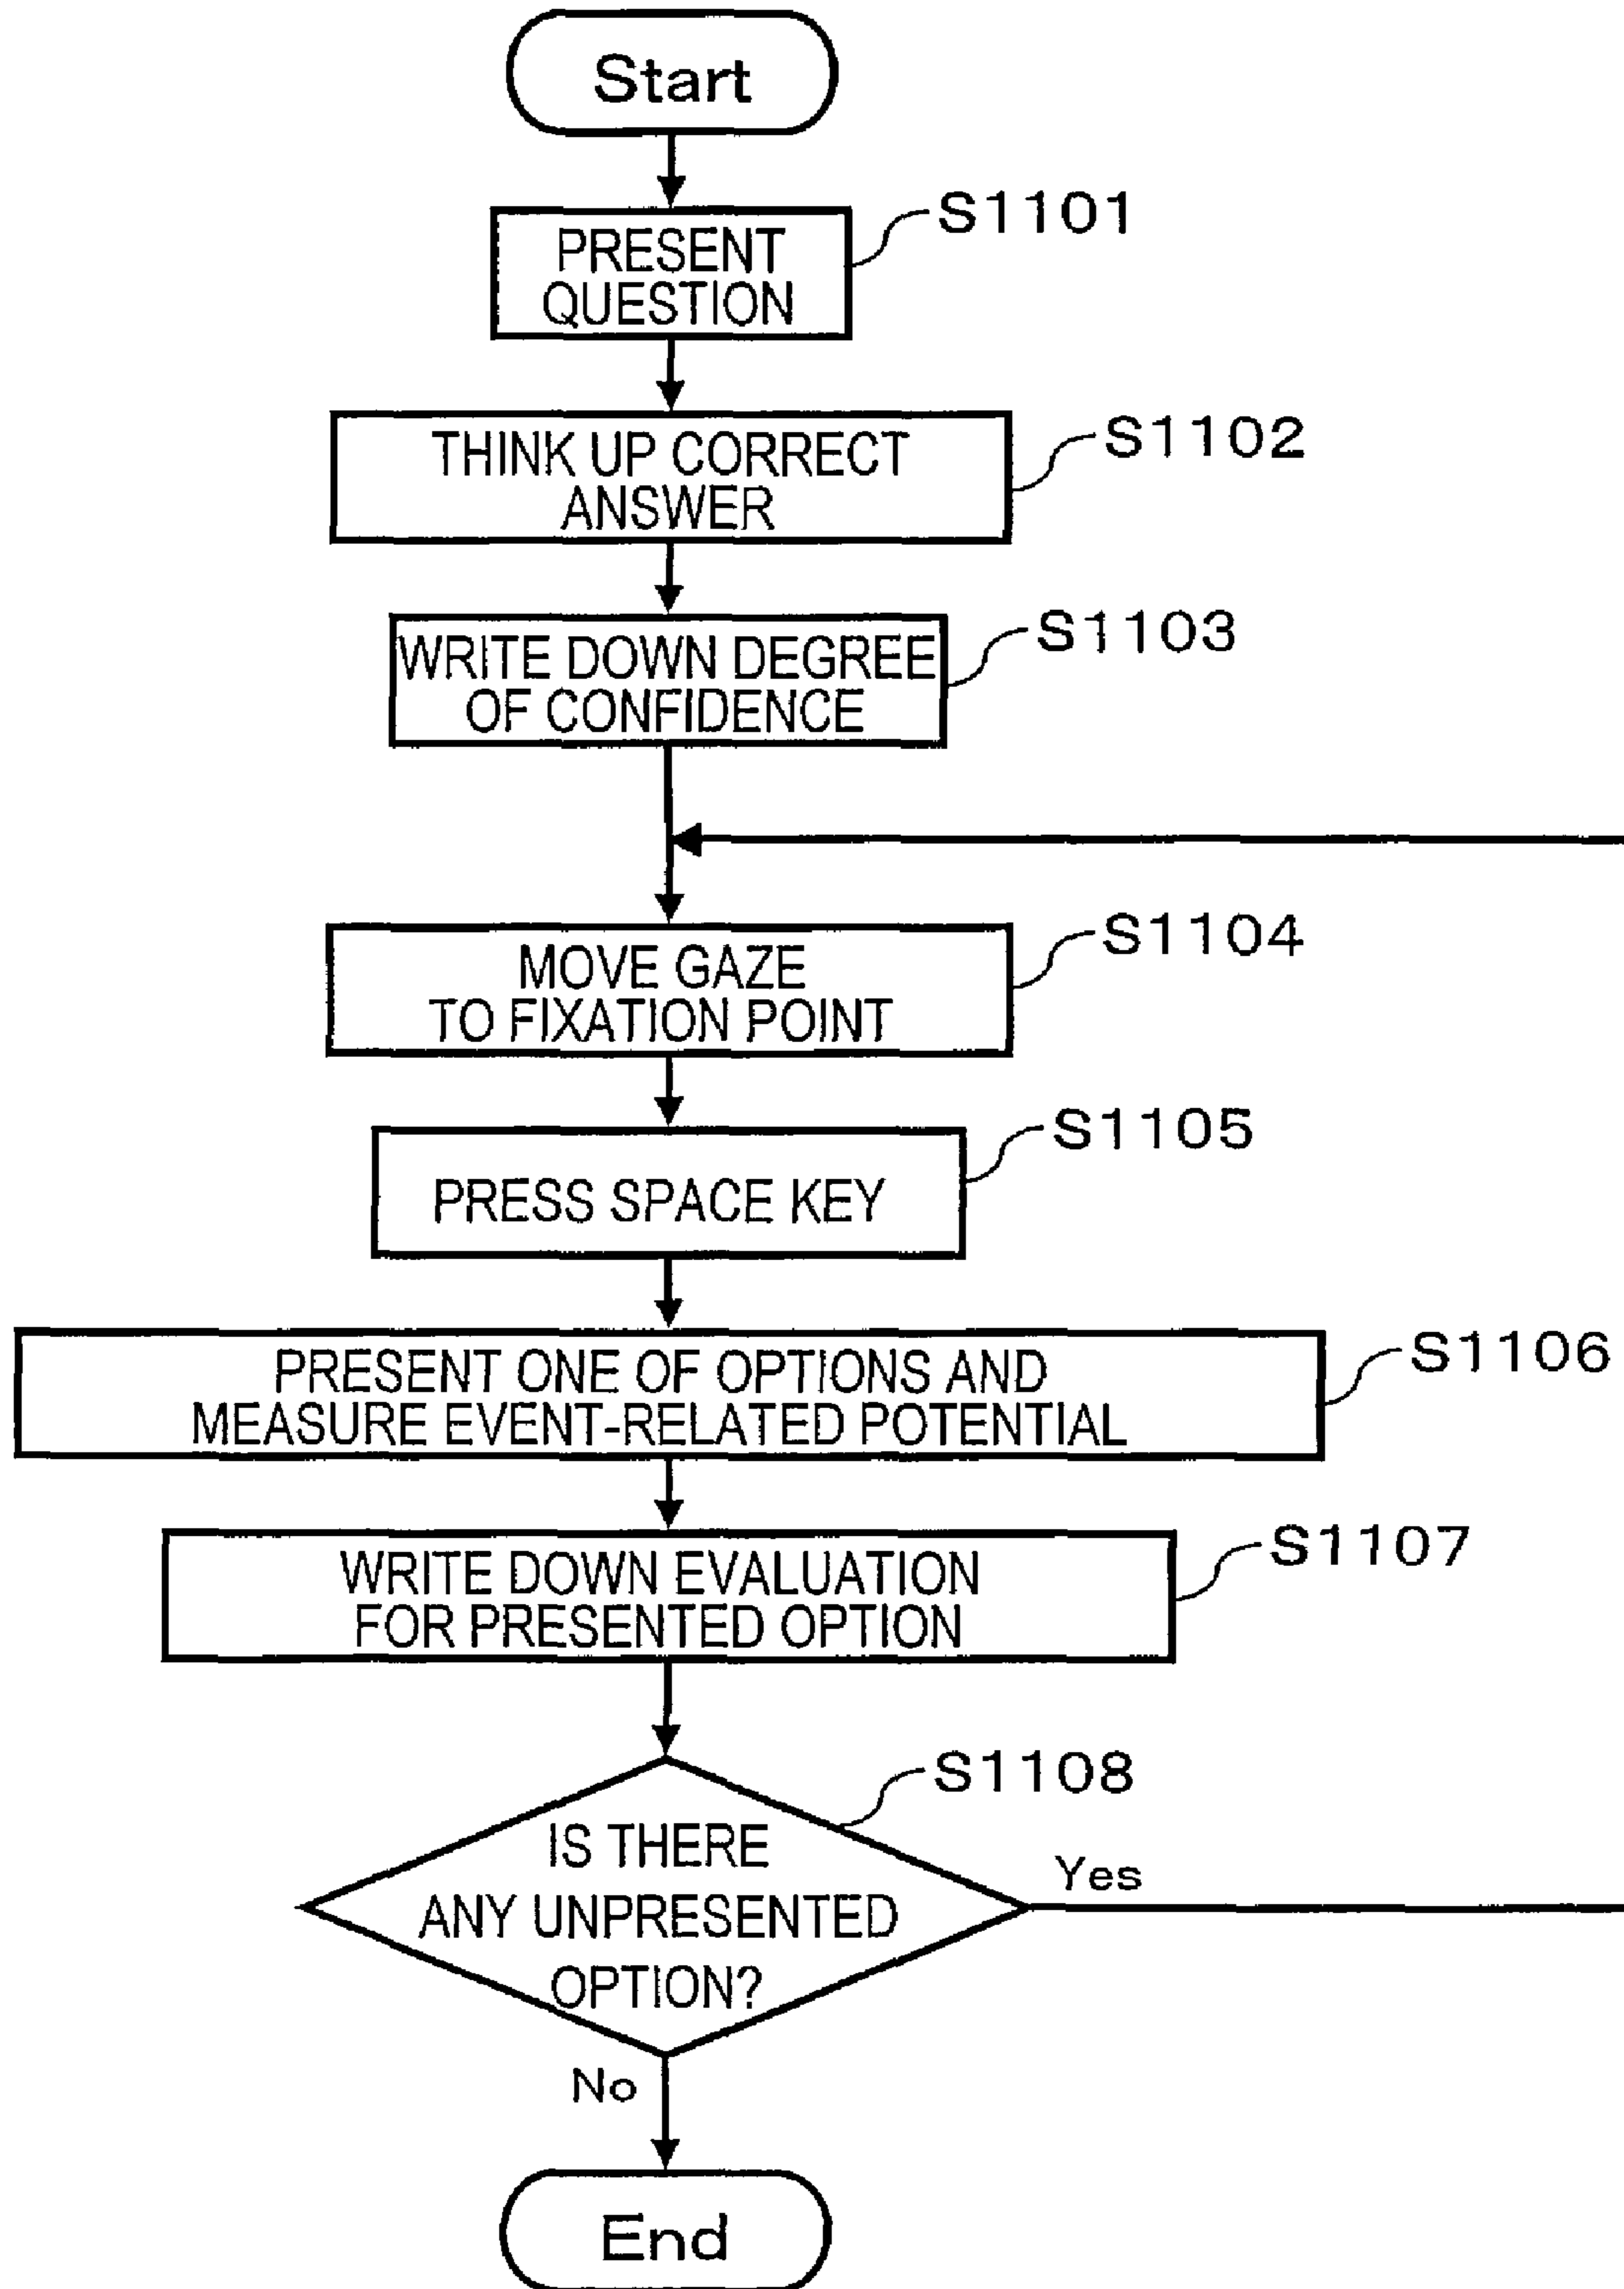 Start
S1101
PRESENT
QUESTION
S1102
THINK UP CORRECT
ANSWER
S1103
WRITE DOWN DEGREE
OF CONFIDENCE
S1104
MOVE GAZE
TO FIXATION POINT
S1105
PRESS SPACE KEY
S1106
PRESENT ONE OF OPTIONS AND
MEASURE EVENT-RELATED POTENTIAL
S1107
WRITE DOWN EVALUATION
FOR PRESENTED OPTION
S1108
IS THERE
ANY UNPRESENTED
OPTION?
Yes
No
End